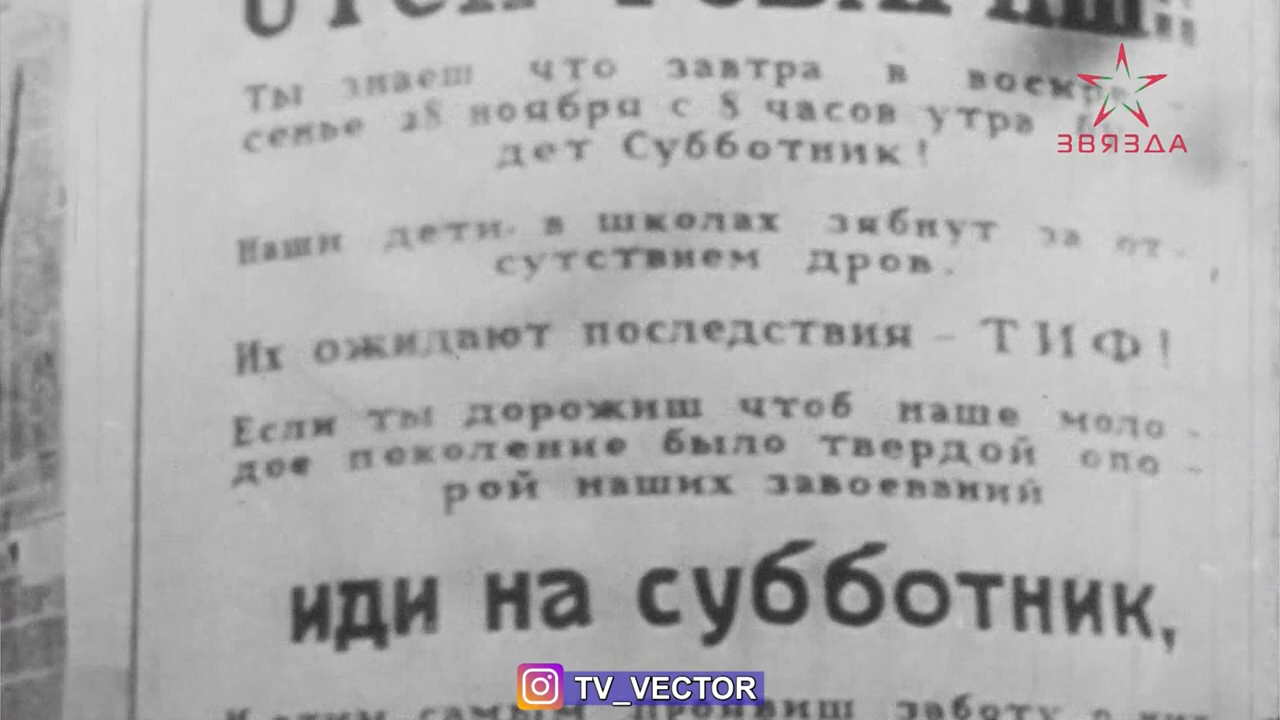 Ты знаеш что завтра в
сенье 28 ноября с 8 часов утра
дет Субботник!
Наши дети в школах зябнут за от-
сутствием дров.
Их ожидают последствия - ТИФ!
Если ты дорожиш чтоб наше моло-
дое поколение было твердой опо-
рой наших завоеваний
иди на субботник,
ЗВЯЗДА
TV_VECTOR